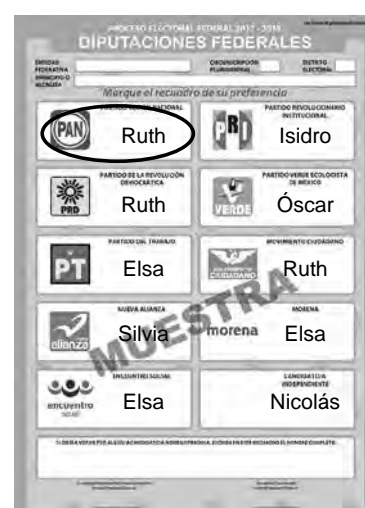 PROCESO ELECTORAL FEDERAL 2017 - 2018
DIPUTACIONES FEDERALES
ENTIDAD FEDERATIVA
CIRCUNSCRIPCIÓN PLURINOMINAL
DISTRITO ELECTORAL
MUNICIPIO O
Marque el recuadro de su preferencia
PARTIDO ACCIÓN NACIONAL
PAN
Ruth
PARTIDO REVOLUCIONARIO INSTITUCIONAL
PRI
Isidro
PARTIDO DE LA REVOLUCIÓN DEMOCRÁTICA
PRD
Ruth
PARTIDO VERDE ECOLOGISTA DE MÉXICO
VERDE
Óscar
PARTIDO DEL TRABAJO
PT
Elsa
MOVIMIENTO CIUDADANO
CIUDADANO
Ruth
NUEVA ALIANZA
alianza
Silvia
MORENA
morena
Elsa
ENCUENTRO SOCIAL
encuentro
social
Elsa
INDEPENDIENTE
Nicolás
MUESTRA